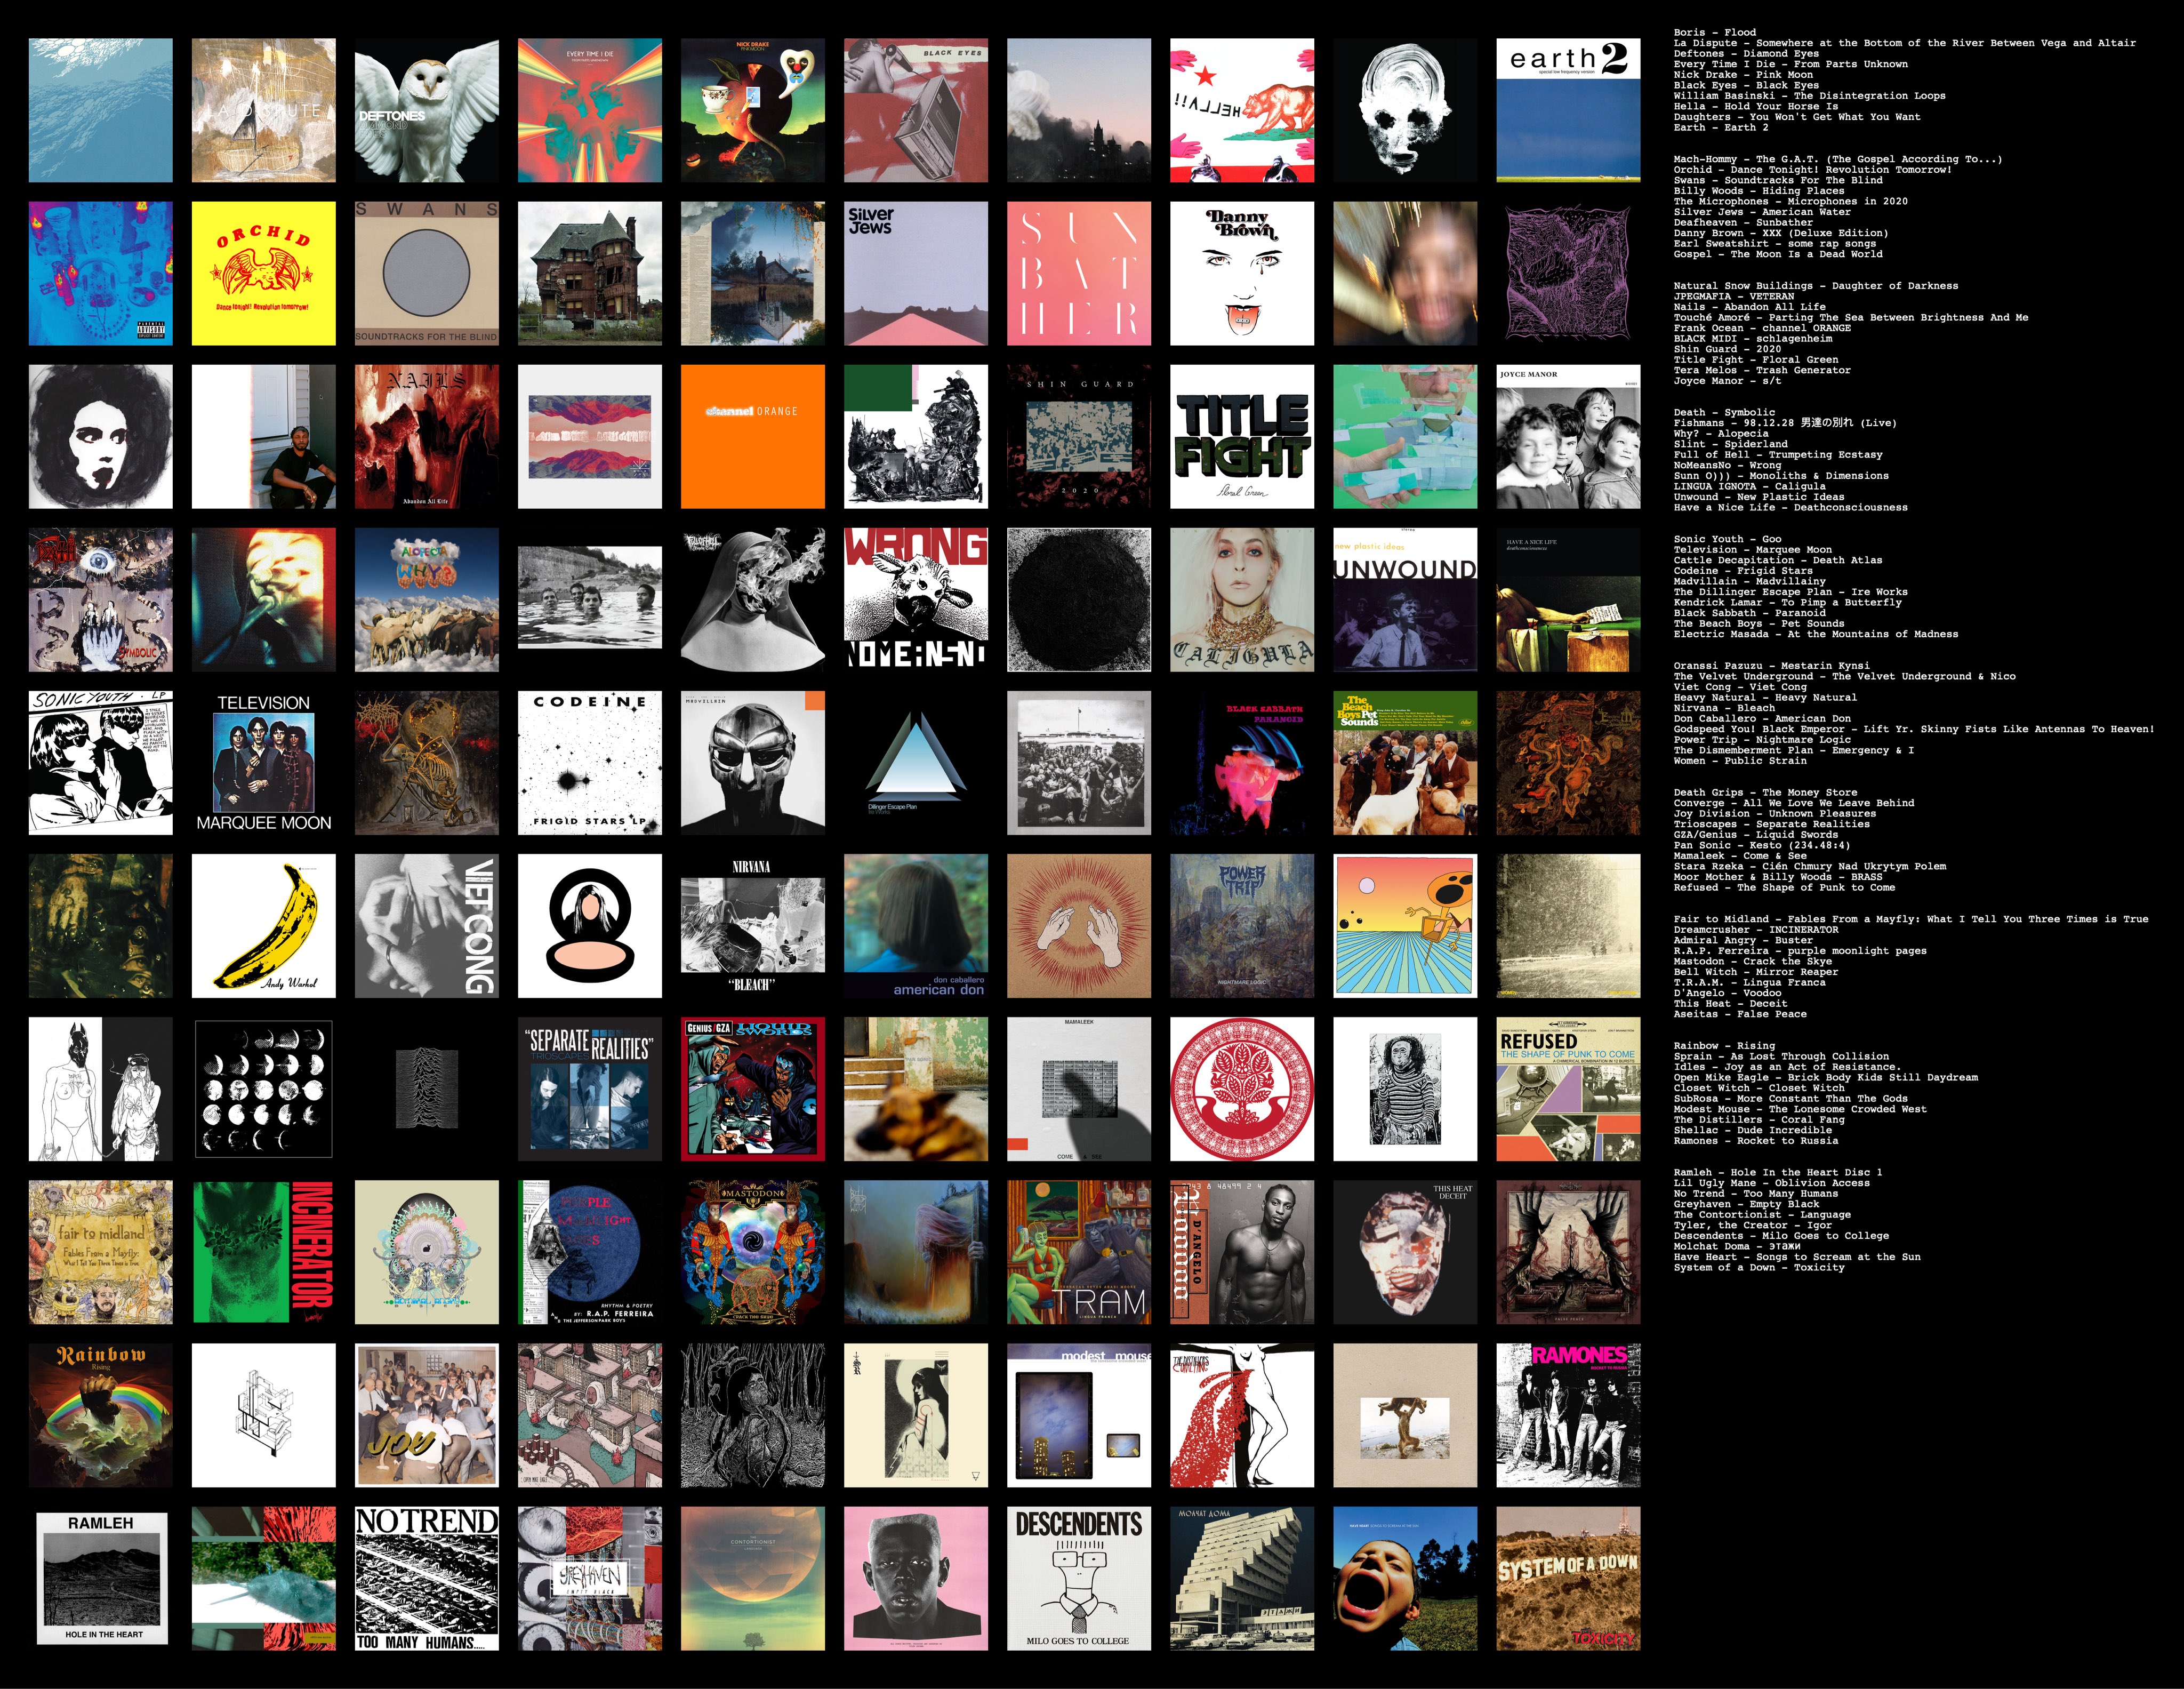 EVERY TIME I DIE
FROM PARTS UNKNOWN
NICK DRAKE
PINK MOON
BLACK EYES
earth 2
special low frequency version
LA DISPUTE
DEFTONES
HELLA!!
ORCHID
Dance tonight! Revolution tomorrow!
SWANS
SOUNDTRACKS FOR THE BLIND
Silver
Jews
SUN
BAT
HER
Danny
Brown
PARENTAL
ADVISORY
EXPLICIT CONTENT
NAILS
Abandon All Life
channel ORANGE
SHIN GUARD
2020
TITLE
FIGHT
Floral Green
JOYCE MANOR
SYMBOLIC
ALOPECIA
WHY?
WRONG
NOMEANSNO
CALIGULA
new plastic ideas
UNWOUND
HAVE A NICE LIFE
deathconsciousness
SONIC YOUTH · LP
TELEVISION
MARQUEE MOON
CODEINE
FRIGID STARS LP
MADVILLAIN
Dillinger Escape Plan
BLACK SABBATH
PARANOID
The
Beach
Boys Pet
Sounds
Andy Warhol
VIET CONG
NIRVANA
"BLEACH"
don caballero
american don
POWER
TRIP
NIGHTMARE LOGIC
"SEPARATE
REALITIES"
TRIOSCAPES
GENIUS/GZA
LIQUID
SWORDS
MAMALEEK
COME & SEE
REFUSED
THE SHAPE OF PUNK TO COME
A CHIMERICAL BOMBINATION IN 12 BURSTS
fair to midland
Fables From a Mayfly:
What I Tell You Three Times is True
INCINERATOR
PURPLE
MOONLIGHT
PAGES
RHYTHM & POETRY
BY: R.A.P. FERREIRA
THE JEFFERSON PARK BOYS
MASTODON
CRACK THE SKYE
TRAM
LINGUA FRANCA
D'ANGELO
THIS HEAT
DECEIT
FALSE PEACE
Rainbow
Rising
JOY
modest mouse
THE DISTILLERS
CORAL FANG
RAMONES
ROCKET TO RUSSIA
RAMLEH
HOLE IN THE HEART
NO TREND
TOO MANY HUMANS.....
GREYHAVEN
EMPTY BLACK
CONTORTIONIST
DESCENDENTS
MILO GOES TO COLLEGE
МОЛЧАТ ДОМА
ЭТАЖИ
HAVE HEART SONGS TO SCREAM AT THE SUN
SYSTEM OF A DOWN
TOXICITY
Boris - Flood
La Dispute - Somewhere at the Bottom of the River Between Vega and Altair
Deftones - Diamond Eyes
Every Time I Die - From Parts Unknown
Nick Drake - Pink Moon
Black Eyes - Black Eyes
William Basinski - The Disintegration Loops
Hella - Hold Your Horse Is
Daughters - You Won't Get What You Want
Earth - Earth 2
Mach-Hommy - The G.A.T. (The Gospel According To...)
Orchid - Dance Tonight! Revolution Tomorrow!
Swans - Soundtracks For The Blind
Billy Woods - Hiding Places
The Microphones - Microphones in 2020
Silver Jews - American Water
Deafheaven - Sunbather
Danny Brown - XXX (Deluxe Edition)
Earl Sweatshirt - some rap songs
Gospel - The Moon Is a Dead World
Natural Snow Buildings - Daughter of Darkness
JPEGMAFIA - VETERAN
Nails - Abandon All Life
Touché Amoré - Parting The Sea Between Brightness And Me
Frank Ocean - channel ORANGE
BLACK MIDI - schlagenheim
Shin Guard - 2020
Title Fight - Floral Green
Tera Melos - Trash Generator
Joyce Manor - s/t
Death - Symbolic
Fishmans - 98.12.28 男達の別れ (Live)
Why? - Alopecia
Slint - Spiderland
Full of Hell - Trumpeting Ecstasy
NoMeansNo - Wrong
Sunn O))) - Monoliths & Dimensions
LINGUA IGNOTA - Caligula
Unwound - New Plastic Ideas
Have a Nice Life - Deathconsciousness
Sonic Youth - Goo
Television - Marquee Moon
Cattle Decapitation - Death Atlas
Codeine - Frigid Stars
Madvillain - Madvillainy
The Dillinger Escape Plan - Ire Works
Kendrick Lamar - To Pimp a Butterfly
Black Sabbath - Paranoid
The Beach Boys - Pet Sounds
Electric Masada - At the Mountains of Madness
Oranssi Pazuzu - Mestarin Kynsi
The Velvet Underground - The Velvet Underground & Nico
Viet Cong - Viet Cong
Heavy Natural - Heavy Natural
Nirvana - Bleach
Don Caballero - American Don
Godspeed You! Black Emperor - Lift Yr. Skinny Fists Like Antennas To Heaven!
Power Trip - Nightmare Logic
The Dismemberment Plan - Emergency & I
Women - Public Strain
Death Grips - The Money Store
Converge - All We Love We Leave Behind
Joy Division - Unknown Pleasures
Trioscapes - Separate Realities
GZA/Genius - Liquid Swords
Pan Sonic - Kesto (234.48:4)
Mamaleek - Come & See
Stara Rzeka - Cién Chmury Nad Ukrytym Polem
Moor Mother & Billy Woods - BRASS
Refused - The Shape of Punk to Come
Fair to Midland - Fables From a Mayfly: What I Tell You Three Times is True
Dreamcrusher - INCINERATOR
Admiral Angry - Buster
R.A.P. Ferreira - purple moonlight pages
Mastodon - Crack the Skye
Bell Witch - Mirror Reaper
T.R.A.M. - Lingua Franca
D'Angelo - Voodoo
This Heat - Deceit
Aseitas - False Peace
Rainbow - Rising
Sprain - As Lost Through Collision
Idles - Joy as an Act of Resistance.
Open Mike Eagle - Brick Body Kids Still Daydream
Closet Witch - Closet Witch
SubRosa - More Constant Than The Gods
Modest Mouse - The Lonesome Crowded West
The Distillers - Coral Fang
Shellac - Dude Incredible
Ramones - Rocket to Russia
Ramleh - Hole In the Heart Disc 1
Lil Ugly Mane - Oblivion Access
No Trend - Too Many Humans
Greyhaven - Empty Black
The Contortionist - Language
Tyler, the Creator - Igor
Descendents - Milo Goes to College
Molchat Doma - этажи
Have Heart - Songs to Scream at the Sun
System of a Down - Toxicity